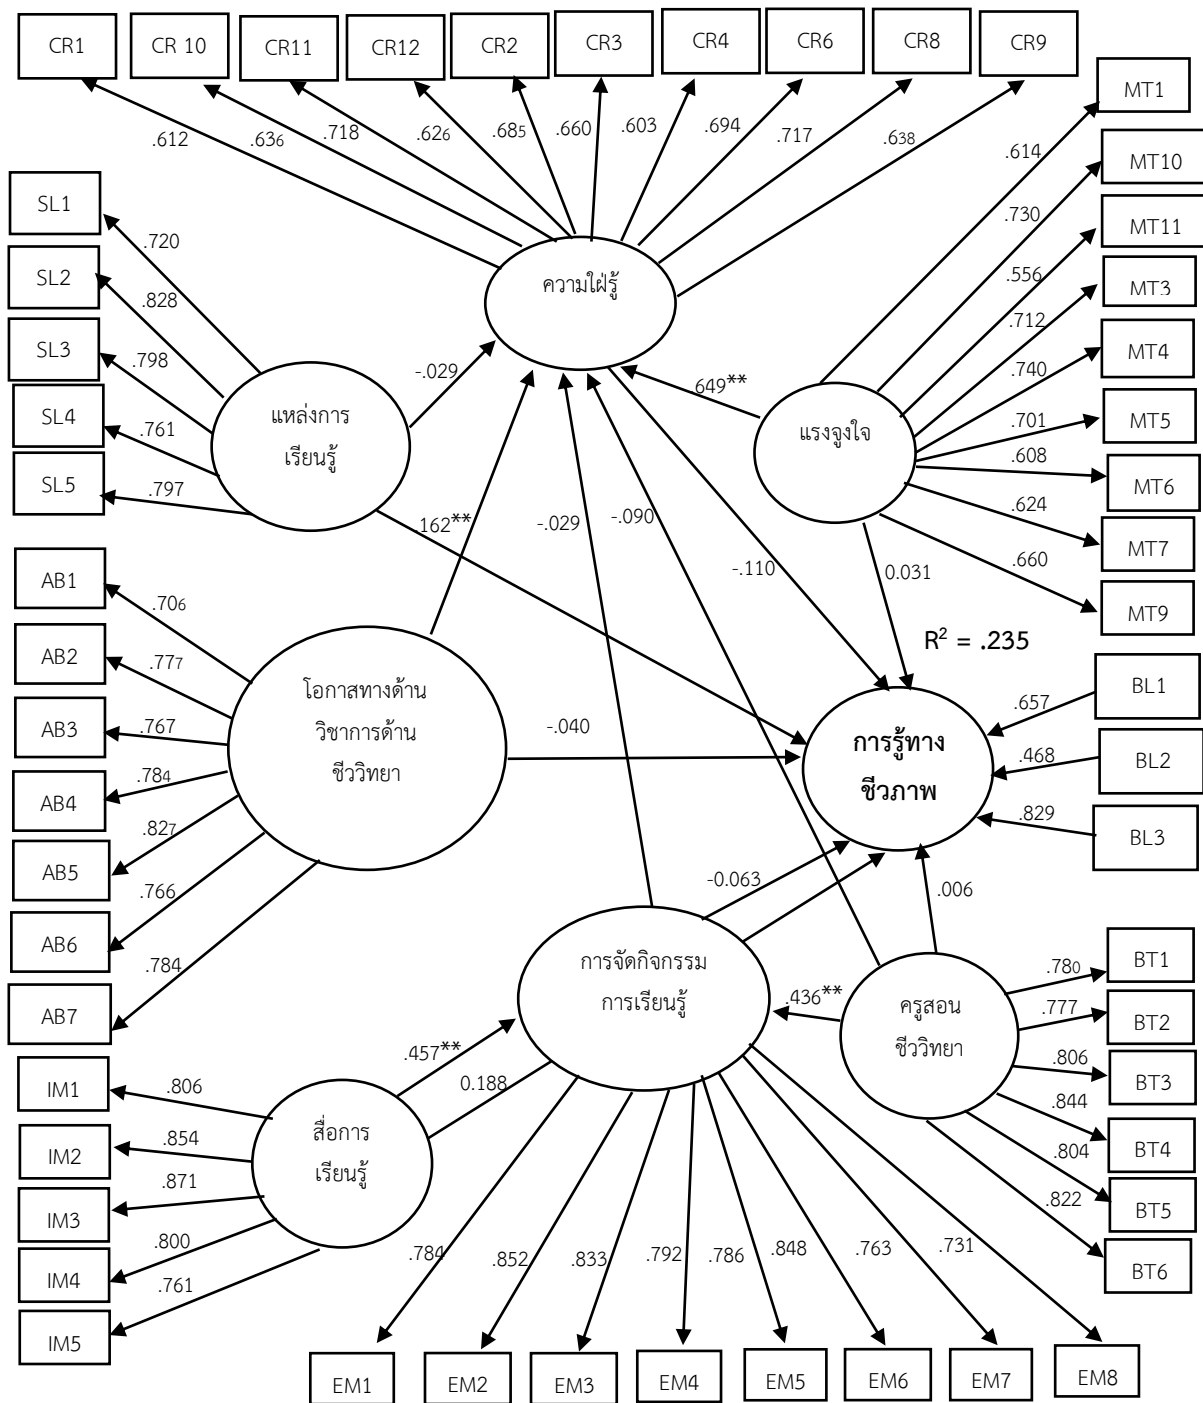 CR1
CR 10
CR11
CR12
CR2
CR3
CR4
CR6
CR8
CR9
.612
.636
.718
.626
.685
.660
.603
.694
.717
.638
MT1
MT10
MT11
MT3
MT4
MT5
MT6
MT7
MT9
.614
.730
.556
.712
.740
.701
.608
.624
.660
SL1
SL2
SL3
SL4
SL5
.720
.828
.798
.761
.797
ความใฝ่รู้
แหล่งการ
เรียนรู้
แรงจูงใจ
-.029
649**
.162**
-.029
-.090
-.110
0.031
R² = .235
AB1
AB2
AB3
AB4
AB5
AB6
AB7
.706
.777
.767
.784
.827
.766
.784
โอกาสทางด้าน
วิชาการด้าน
ชีววิทยา
-.040
การรู้ทาง
ชีวภาพ
.657
.468
.829
BL1
BL2
BL3
-0.063
.006
การจัดกิจกรรม
การเรียนรู้
.436**
ครูสอน
ชีววิทยา
.780
.777
.806
.844
.804
.822
BT1
BT2
BT3
BT4
BT5
BT6
.457**
0.188
สื่อการ
เรียนรู้
IM1
IM2
IM3
IM4
IM5
.806
.854
.871
.800
.761
.784
.852
.833
.792
.786
.848
.763
.731
EM1
EM2
EM3
EM4
EM5
EM6
EM7
EM8